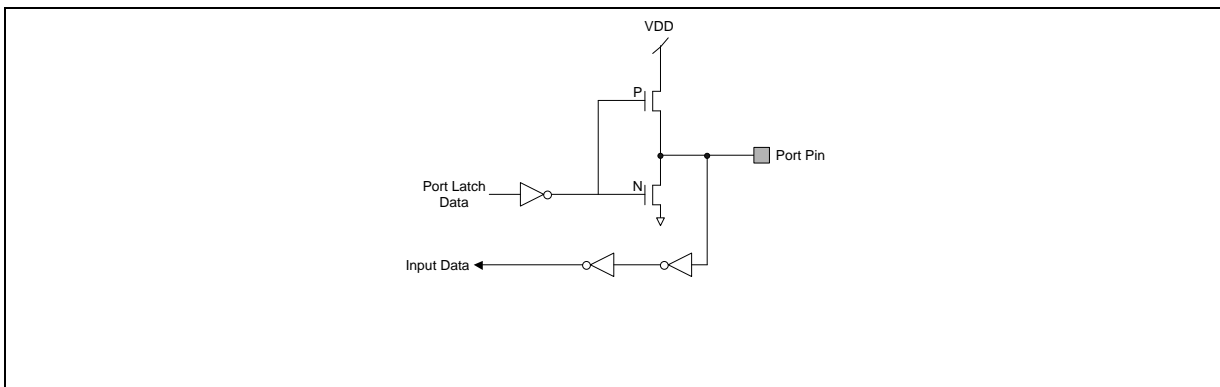 VDD
P
Port Pin
N
Port Latch
Data
Input Data